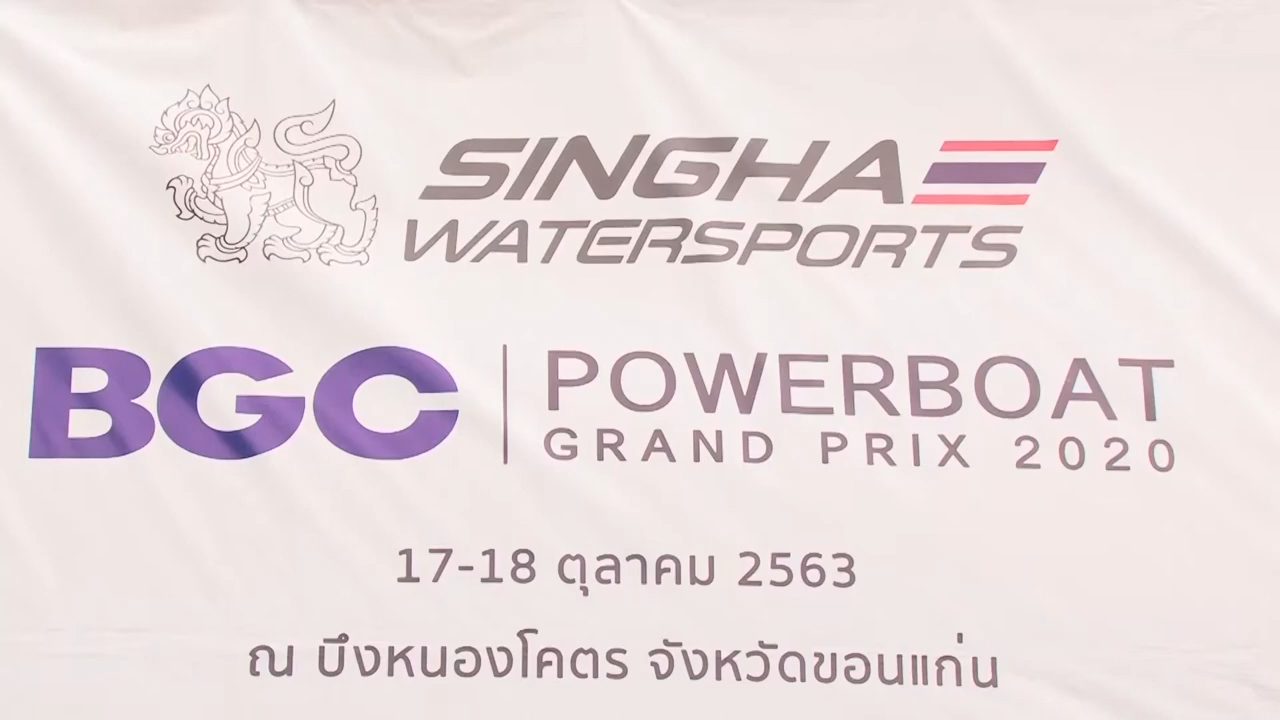 SINGHA
WATERSPORTS
BGC
POWERBOAT
GRAND PRIX 2020
17-18 ตุลาคม 2563
ณ บึงหนองโคตร จังหวัดขอนแก่น